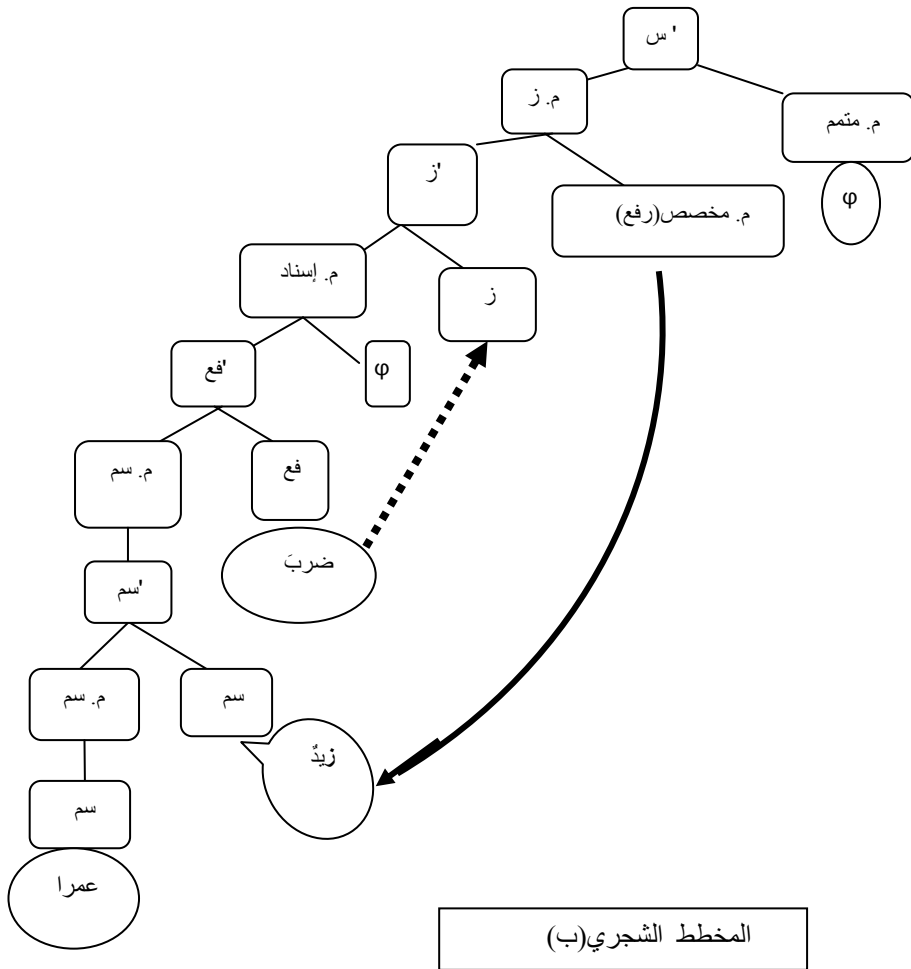 س'
م. ز
م. متمم
φ
ز'
م. مخصص(رفع)
م. إسناد
ز
φ
فع'
م. سم
فع
ضربَ
سم'
م. سم
سم
زيدٌ
سم
عمرا
المخطط الشجري(ب)